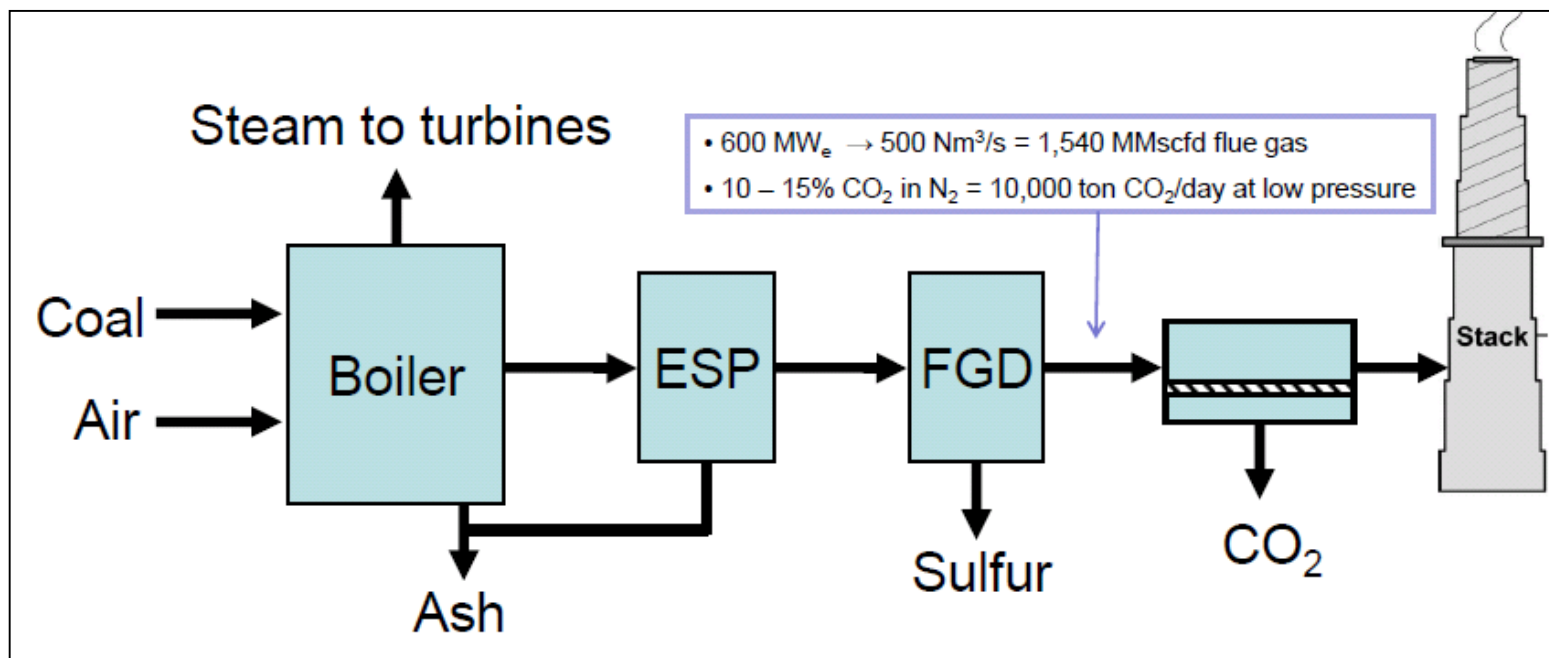 Steam to turbines
• 600 MWₑ → 500 Nm³/s = 1,540 MMscfd flue gas
• 10 – 15% CO₂ in N₂ = 10,000 ton CO₂/day at low pressure
Coal
Air
Boiler
ESP
FGD
Stack
Ash
Sulfur
CO₂